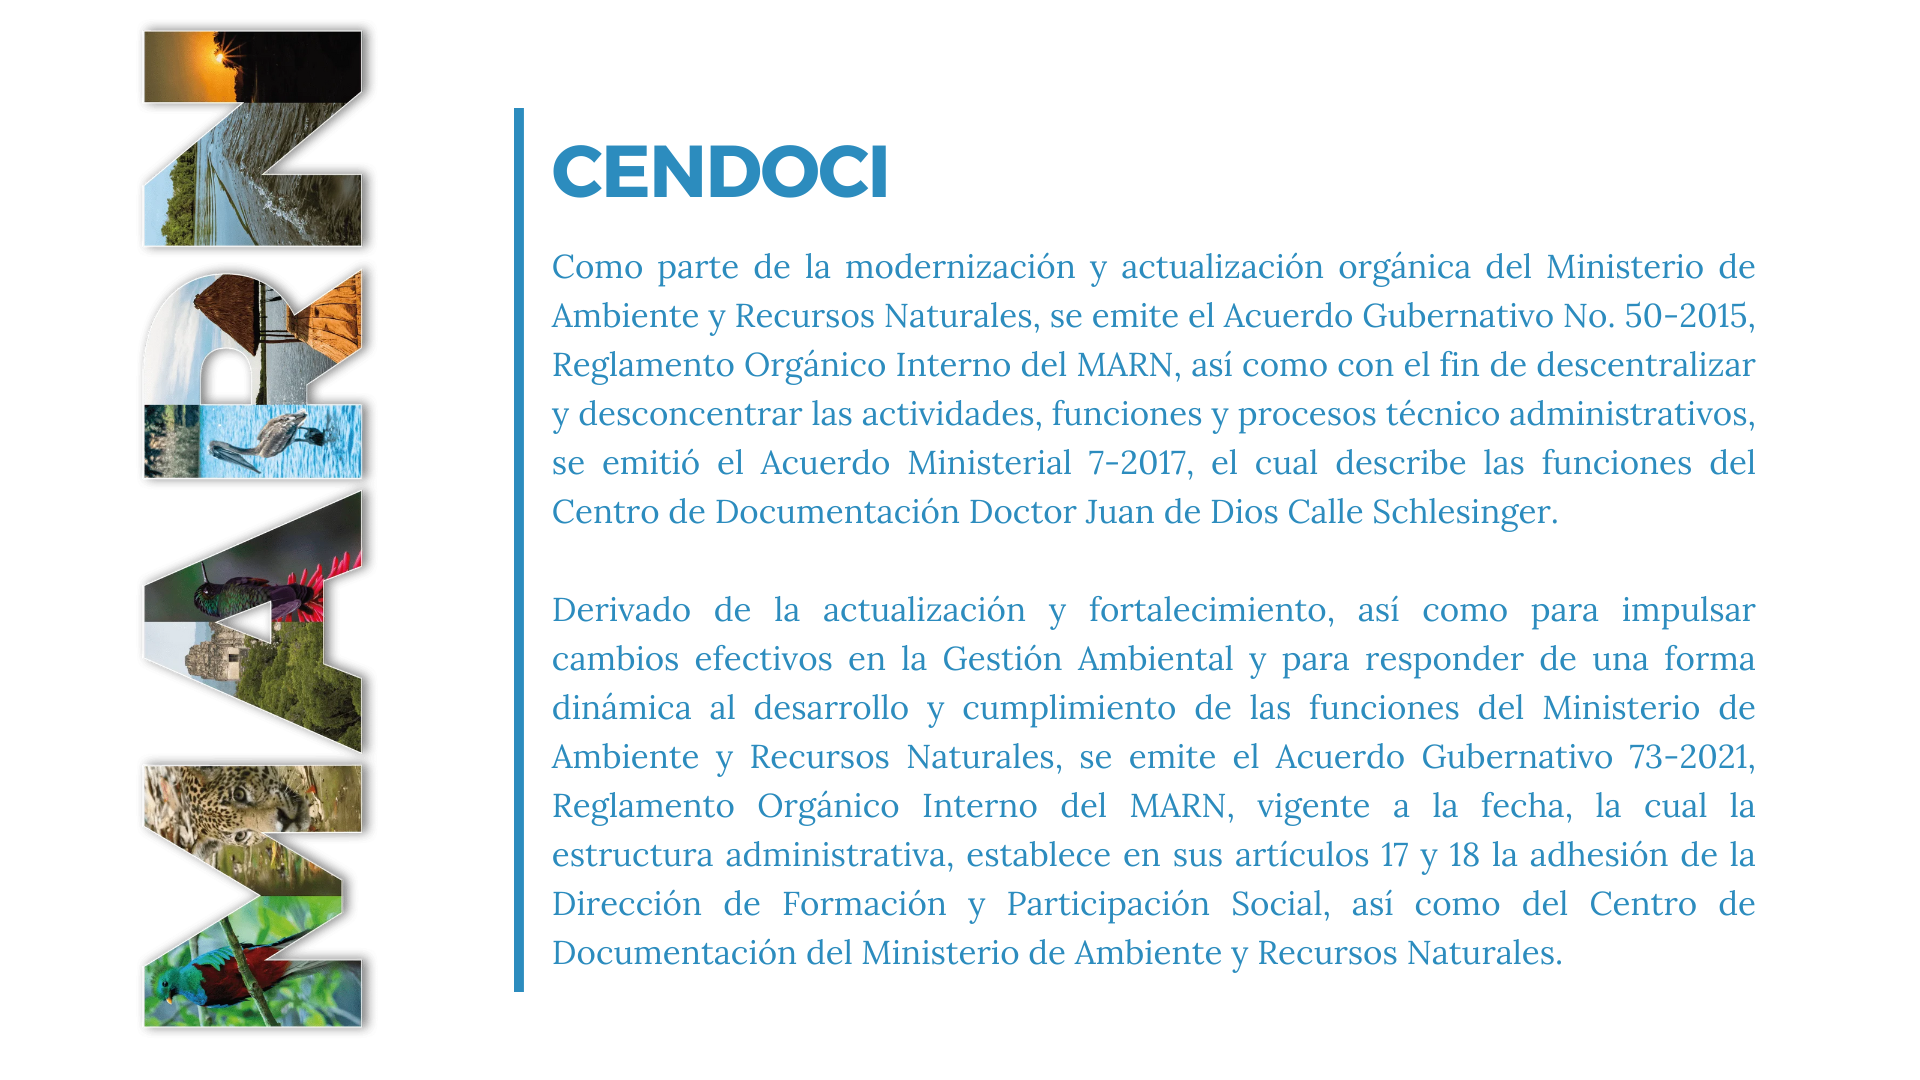 MARN
CENDOCI
Como parte de la modernización y actualización orgánica del Ministerio de
Ambiente y Recursos Naturales, se emite el Acuerdo Gubernativo No. 50-2015,
Reglamento Orgánico Interno del MARN, así como con el fin de descentralizar
y desconcentrar las actividades, funciones y procesos técnico administrativos,
se emitió el Acuerdo Ministerial 7-2017, el cual describe las funciones del
Centro de Documentación Doctor Juan de Dios Calle Schlesinger.
Derivado de la actualización y fortalecimiento, así como para impulsar
cambios efectivos en la Gestión Ambiental y para responder de una forma
dinámica al desarrollo y cumplimiento de las funciones del Ministerio de
Ambiente y Recursos Naturales, se emite el Acuerdo Gubernativo 73-2021,
Reglamento Orgánico Interno del MARN, vigente a la fecha, la cual la
estructura administrativa, establece en sus artículos 17 y 18 la adhesión de la
Dirección de Formación y Participación Social, así como del Centro de
Documentación del Ministerio de Ambiente y Recursos Naturales.